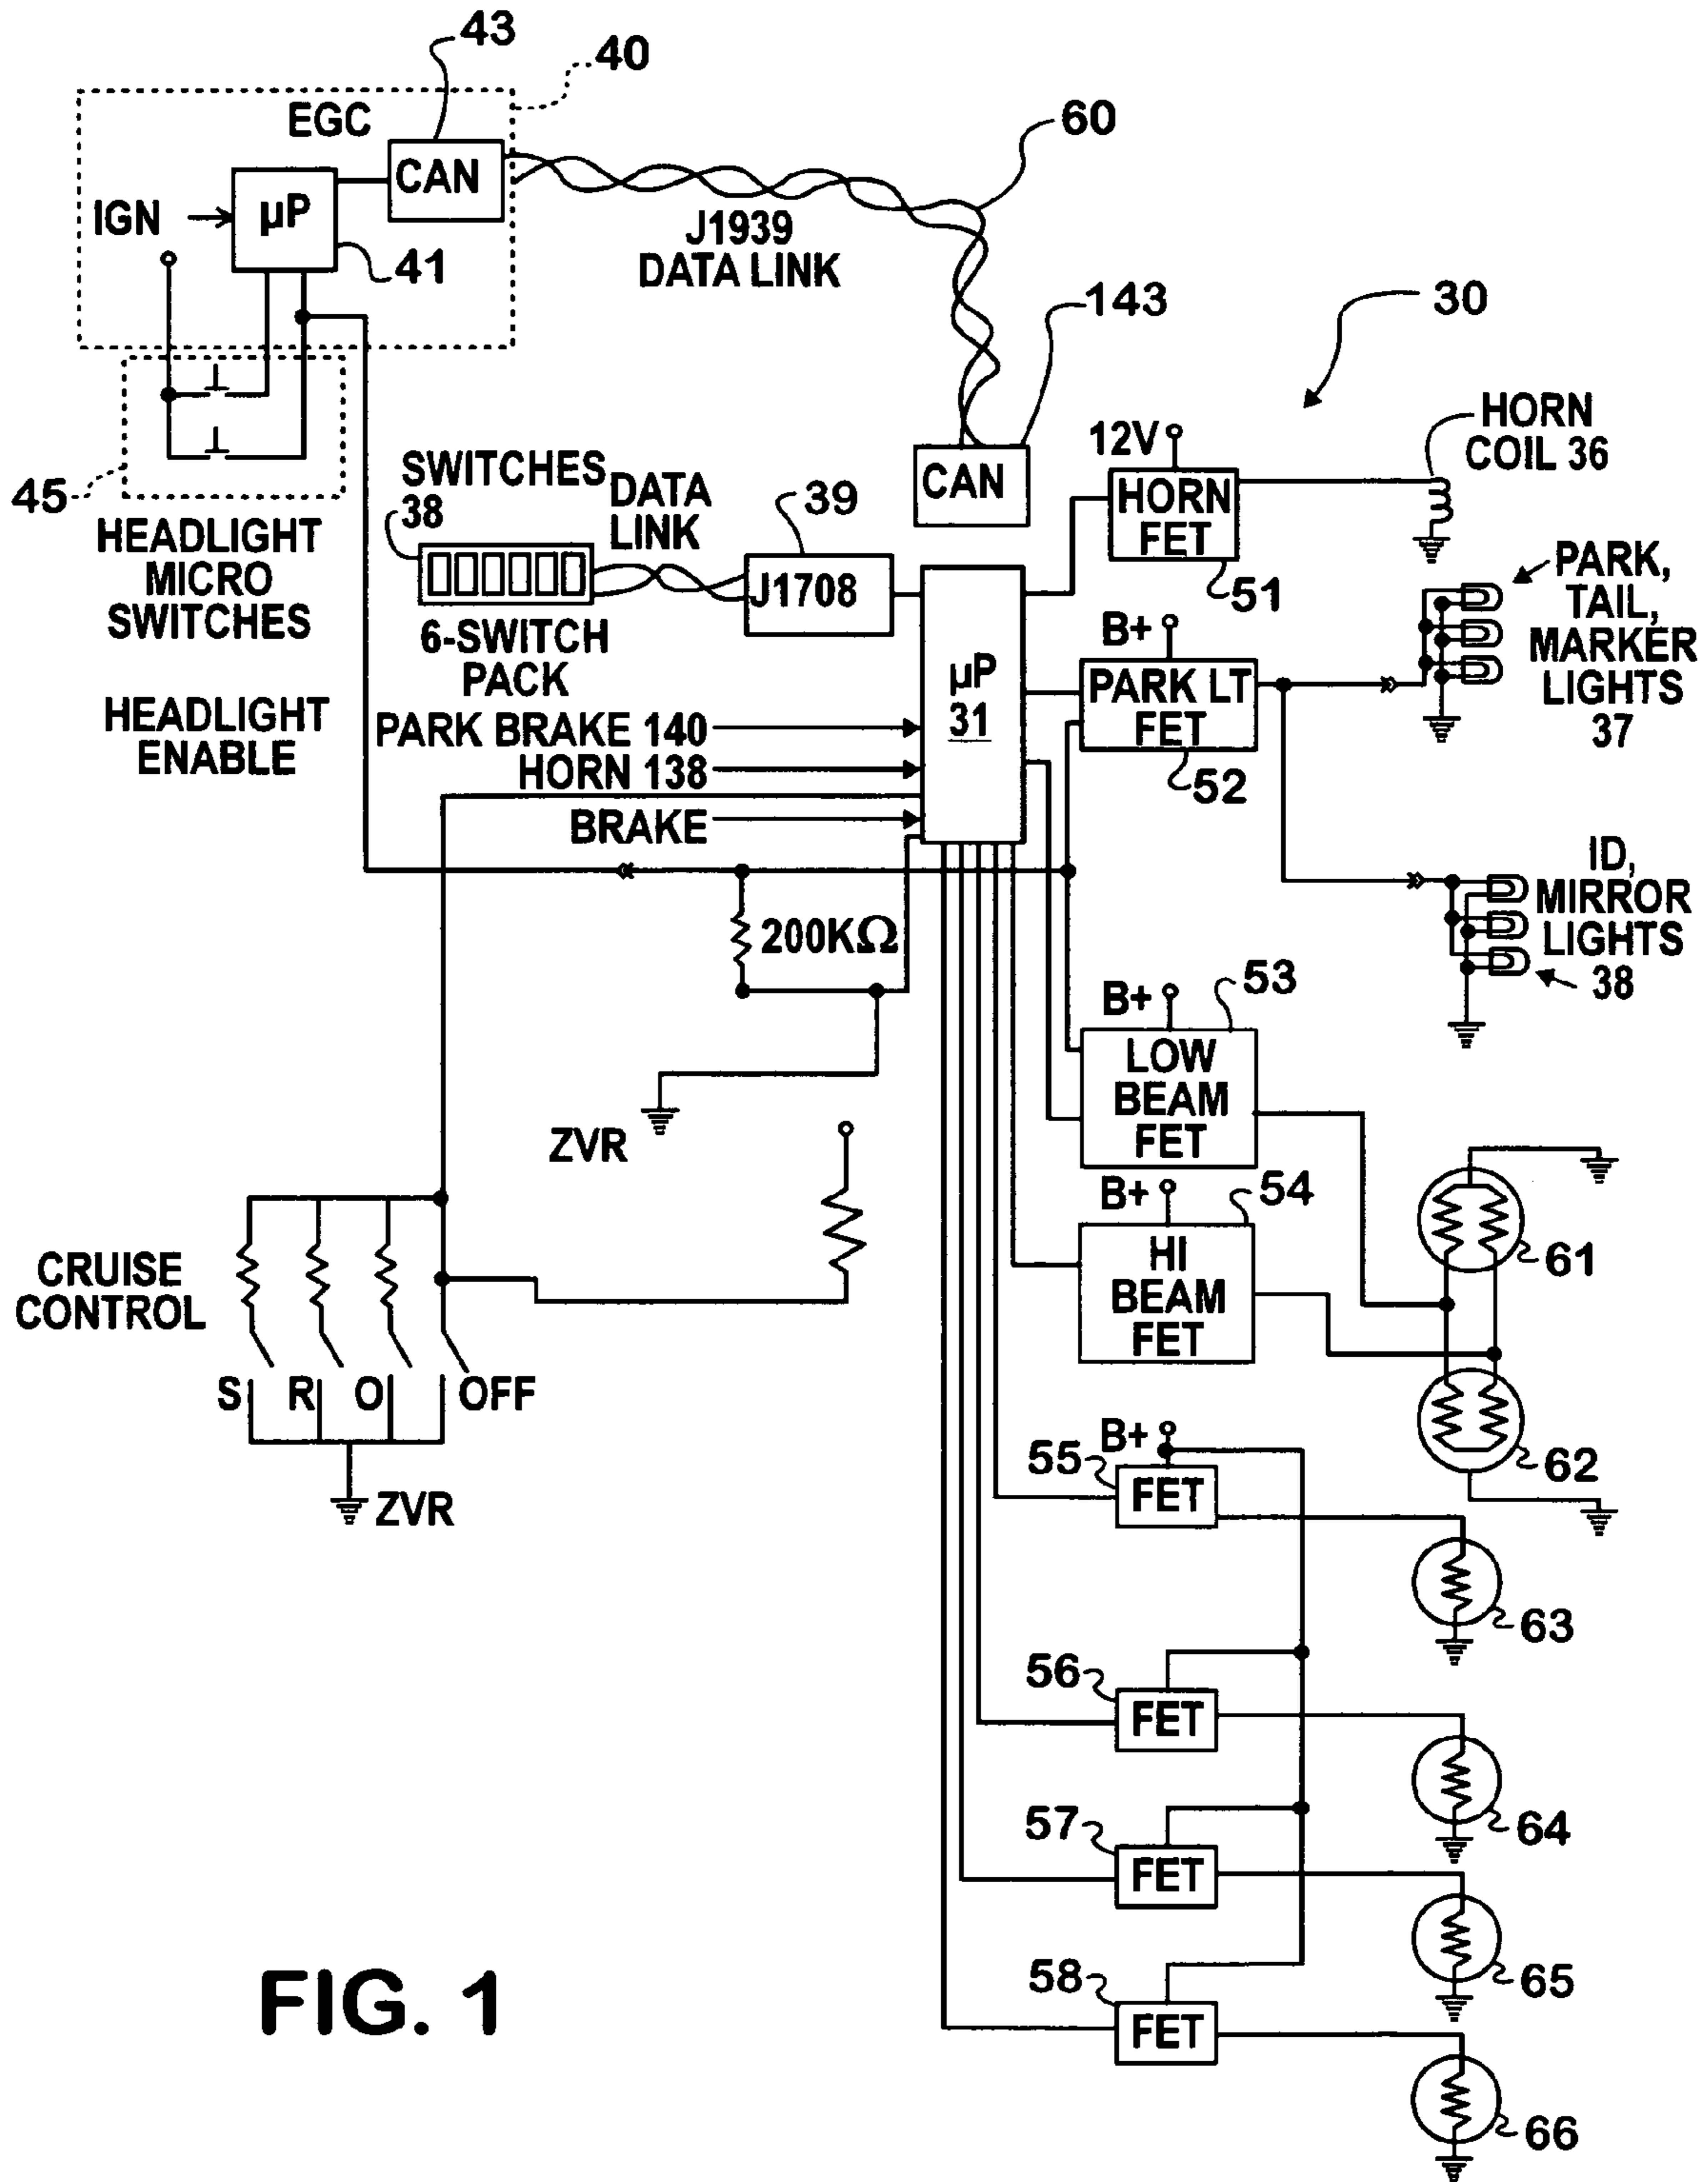 43
40
EGC
CAN
60
IGN
µP
41
J1939
DATA LINK
143
30
45
HEADLIGHT
MICRO
SWITCHES
SWITCHES
38
DATA
LINK
39
J1708
6-SWITCH
PACK
CAN
12V
HORN
FET
51
HORN
COIL 36
B+
PARK LT
FET
52
PARK,
TAIL,
MARKER
LIGHTS
37
µP
31
HEADLIGHT
ENABLE
PARK BRAKE 140
HORN 138
BRAKE
200KΩ
ID,
MIRROR
LIGHTS
38
B+
53
LOW
BEAM
FET
ZVR
B+
54
HI
BEAM
FET
61
62
CRUISE
CONTROL
S
R
O
OFF
ZVR
B+
55
FET
63
56
FET
64
57
FET
65
58
FET
66
FIG. 1